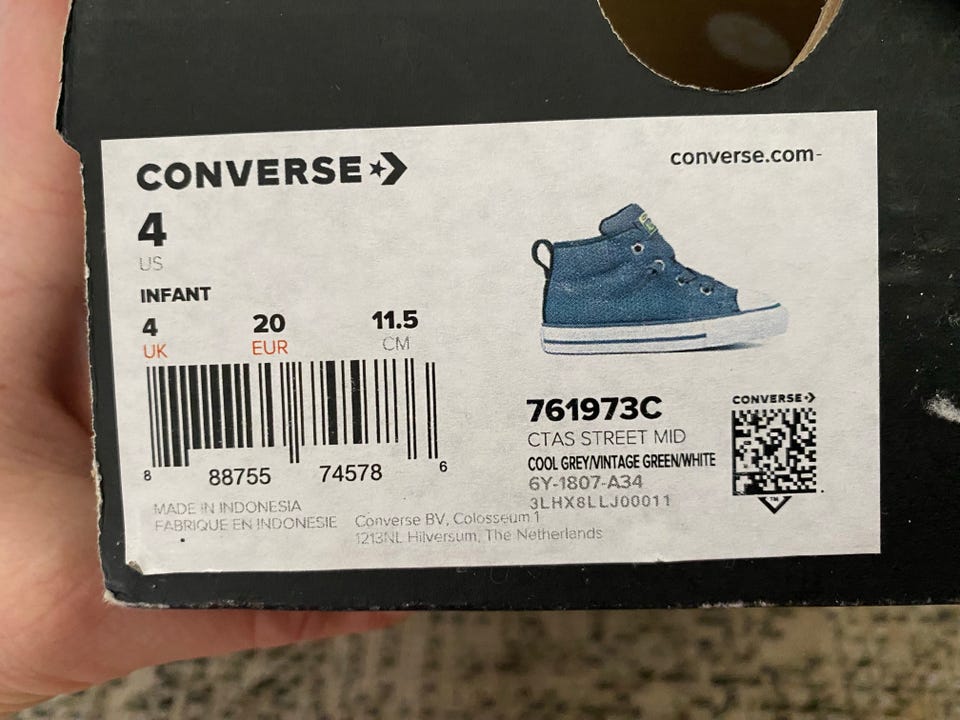 CONVERSE
converse.com
4
US
INFANT
4 20 11.5
UK EUR CM
8 88755 74578 6
MADE IN INDONESIA
FABRIQUE EN INDONESIE
Converse BV, Colosseum 1
1213NL Hilversum, The Netherlands
761973C
CTAS STREET MID
COOL GREY/VINTAGE GREEN/WHITE
6Y-1807-A34
3LHX8LLJ00011
CONVERSE
TM